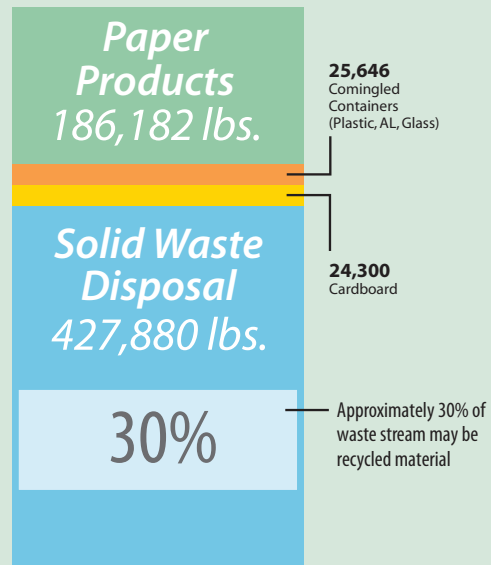 Paper
Products
186,182 lbs.
25,646
Comingled
Containers
(Plastic, AL, Glass)
24,300
Cardboard
Solid Waste
Disposal
427,880 lbs.
30%
Approximately 30% of
waste stream may be
recycled material